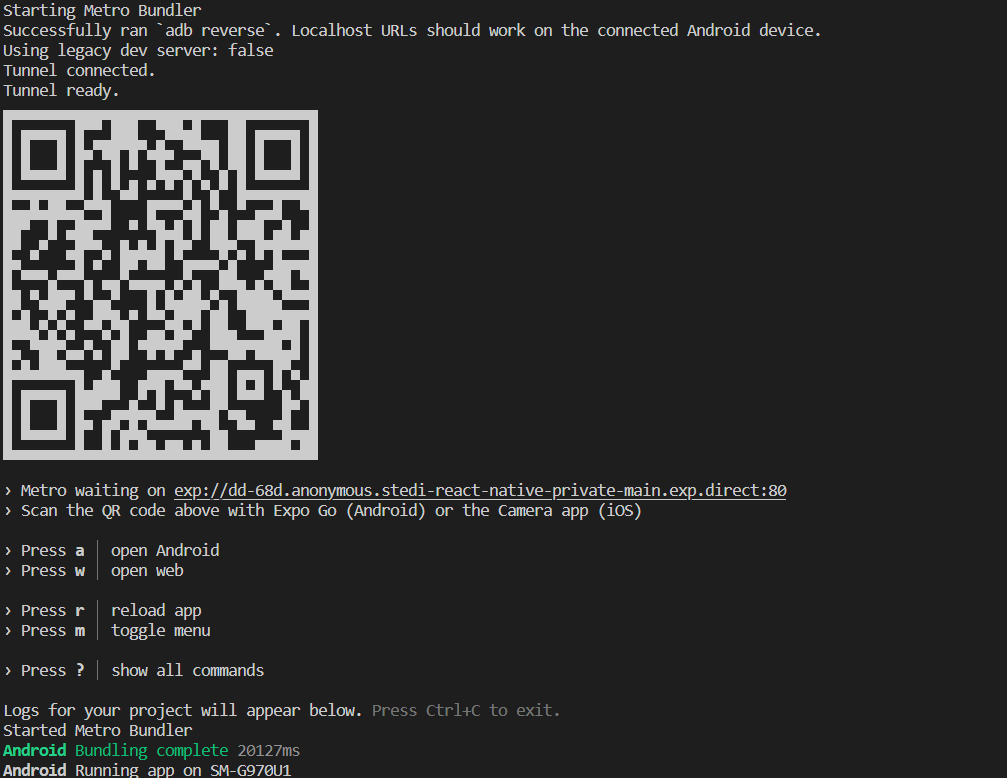 Starting Metro Bundler
Successfully ran `adb reverse`. Localhost URLs should work on the connected Android device.
Using legacy dev server: false
Tunnel connected.
Tunnel ready.
› Metro waiting on exp://dd-68d.anonymous.stedi-react-native-private-main.exp.direct:80
› Scan the QR code above with Expo Go (Android) or the Camera app (iOS)
› Press a │ open Android
› Press w │ open web
› Press r │ reload app
› Press m │ toggle menu
› Press ? │ show all commands
Logs for your project will appear below. Press Ctrl+C to exit.
Started Metro Bundler
Android Bundling complete 20127ms
Android Running app on SM-G970U1